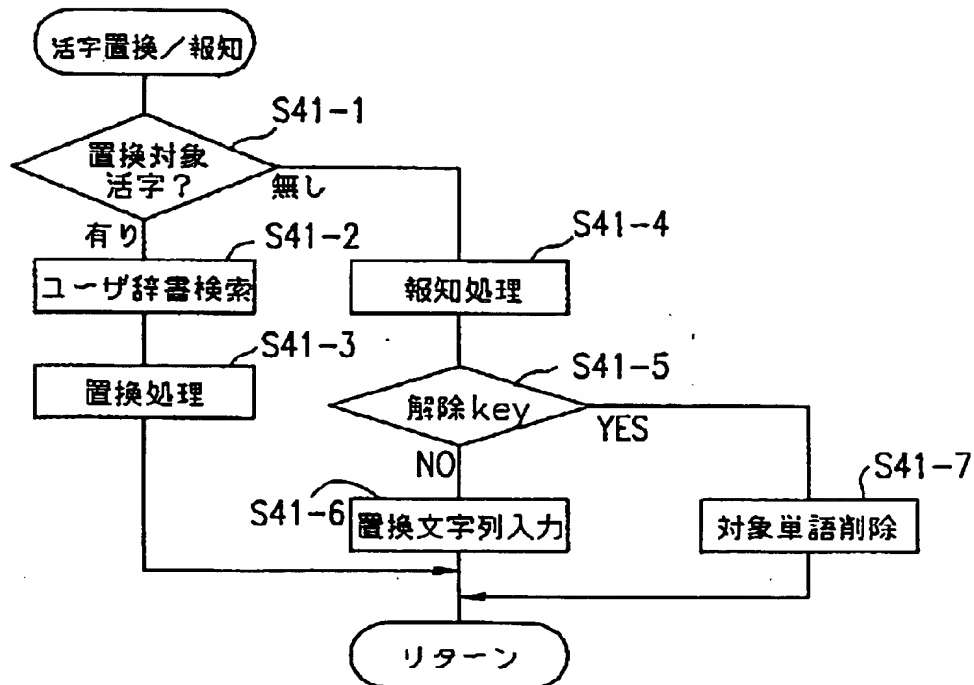 活字置換／報知
S41-1
置換対象
活字？
無し
有り
S41-2
S41-4
ユーザ辞書検索
報知処理
S41-3
置換処理
S41-5
解除key
YES
NO
S41-6
置換文字列入力
S41-7
対象単語削除
リターン